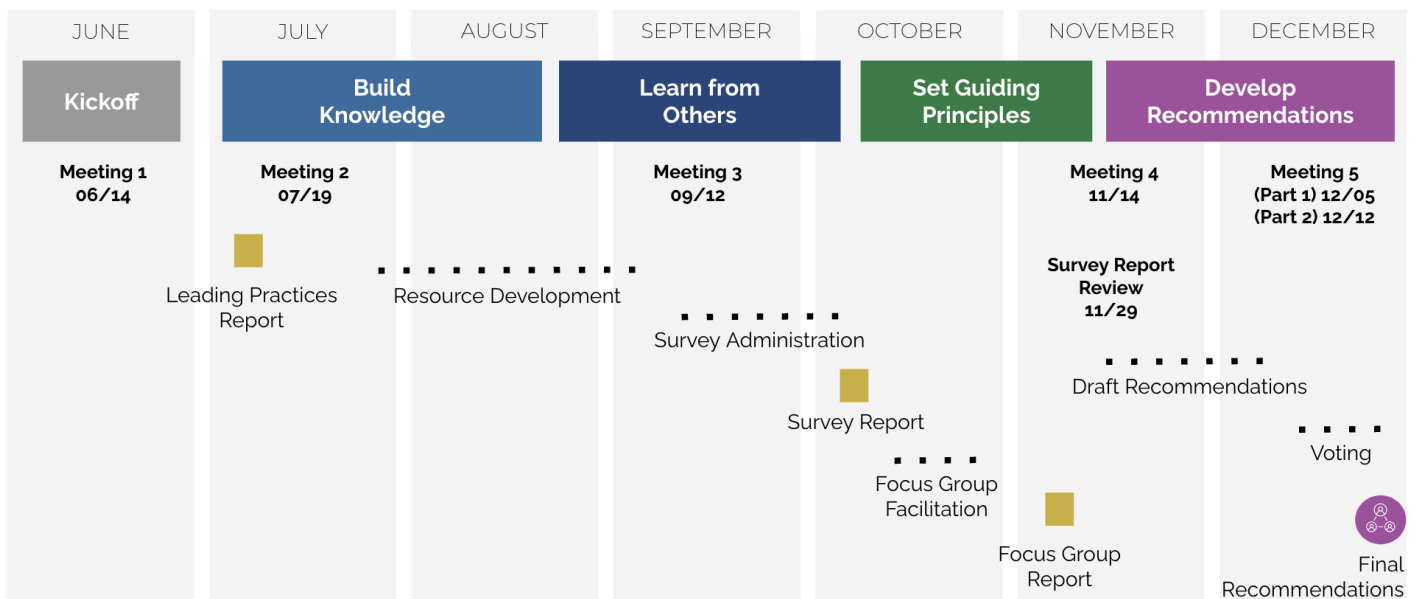 JUNE
JULY
AUGUST
SEPTEMBER
OCTOBER
NOVEMBER
DECEMBER
Kickoff
Build
Knowledge
Learn from
Others
Set Guiding
Principles
Develop
Recommendations
Meeting 1
06/14
Meeting 2
07/19
Meeting 3
09/12
Meeting 4
11/14
Meeting 5
(Part 1) 12/05
(Part 2) 12/12
Leading Practices
Report
Resource Development
Survey Report
Review
11/29
Survey Administration
Draft Recommendations
Survey Report
Voting
Focus Group
Facilitation
Focus Group
Report
Final
Recommendations